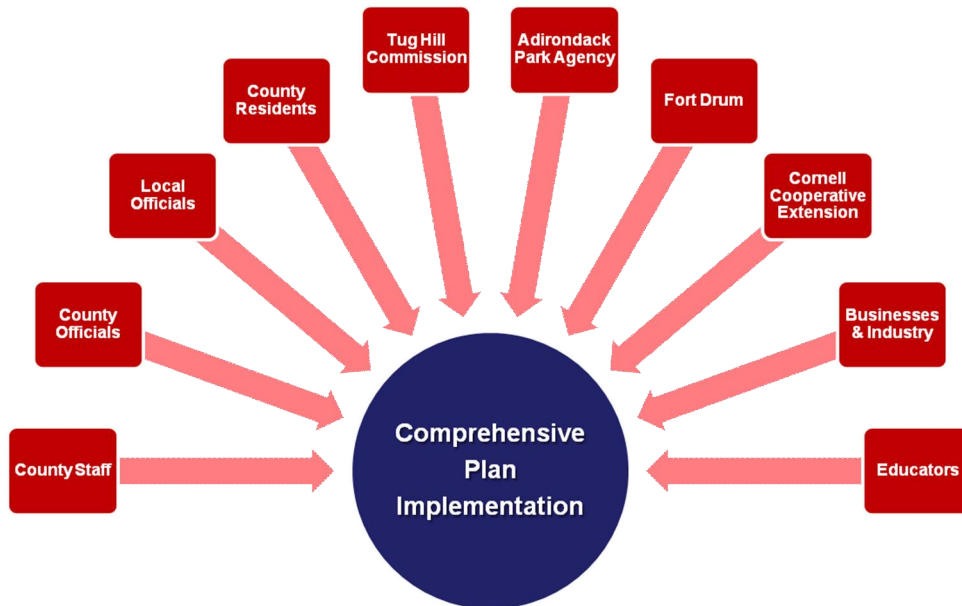 Tug Hill
Commission
Adirondack
Park Agency
County
Residents
Fort Drum
Local
Officials
Cornell
Cooperative
Extension
County
Officials
Businesses
& Industry
County Staff
Comprehensive
Plan
Implementation
Educators